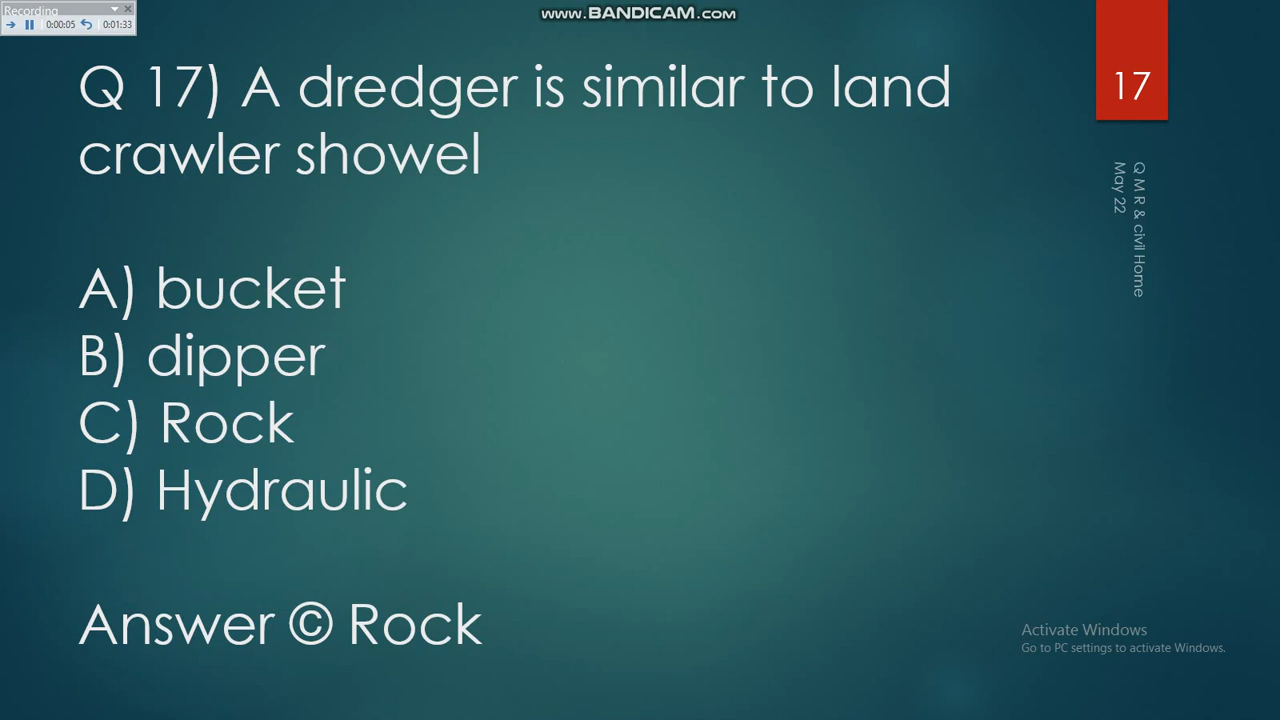 Recording
0:00:05
0:01:33
www.BANDICAM.com
Q 17) A dredger is similar to land
crawler showel
17
Q M R & civil Home
May 22
A) bucket
B) dipper
C) Rock
D) Hydraulic
Answer © Rock
Activate Windows
Go to PC settings to activate Windows.